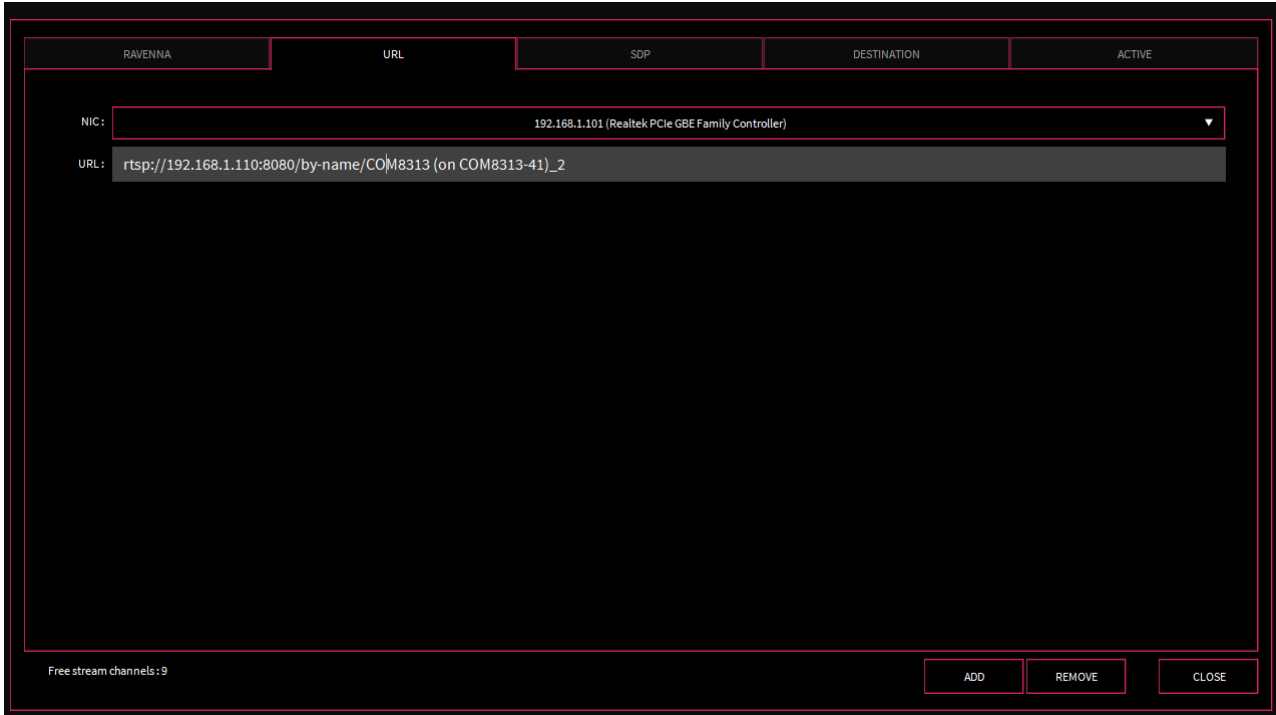 RAVENNA URL SDP DESTINATION ACTIVE
NIC: 192.168.1.101 (Realtek PCIe GBE Family Controller)
URL: rtsp://192.168.1.110:8080/by-name/COM8313 (on COM8313-41)_2
Free stream channels: 9 ADD REMOVE CLOSE